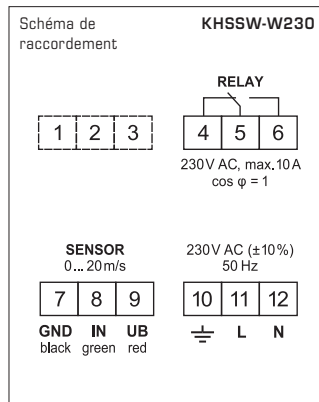 Schéma de raccordement
KHSSW-W230
RELAY
1 2 3
4 5 6
230V AC, max.10A
cos φ = 1
SENSOR
0... 20m/s
230V AC (±10%)
50 Hz
7 8 9
10 11 12
GND IN UB
black green red
L N